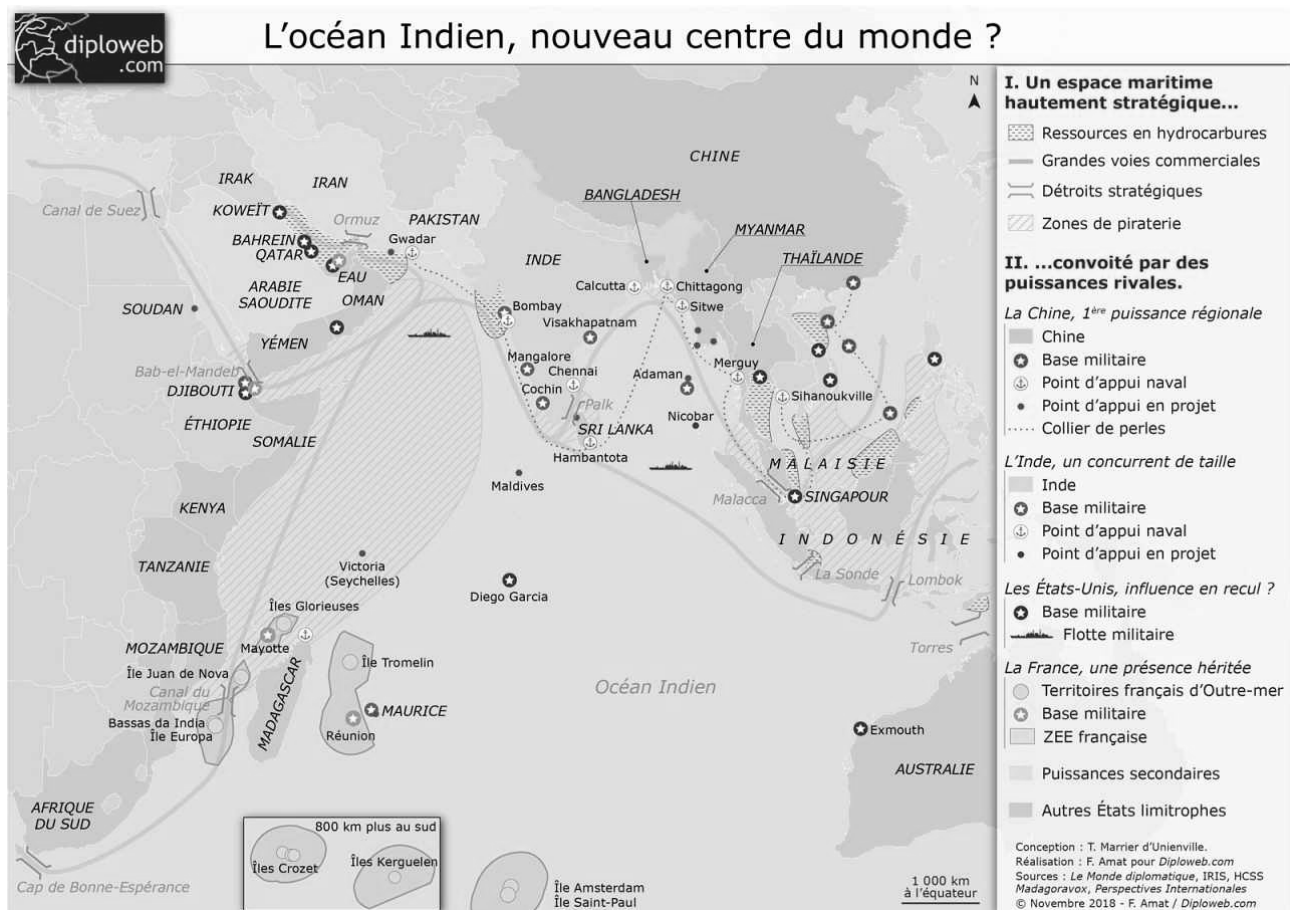 diploweb
.com
L'océan Indien, nouveau centre du monde ?
N
CHINE
IRAK
IRAN
BANGLADESH
Canal de Suez
KOWEÏT
Ormuz
PAKISTAN
MYANMAR
BAHREIN
Gwadar
QATAR
INDE
THAÏLANDE
EAU
ARABIE
SAOUDITE
OMAN
Calcutta
Chittagong
SOUDAN
Bombay
Sitwe
Visakhapatnam
YÉMEN
Mangalore
Bab-el-Mandeb
Chennai
Adaman
Merguy
DJIBOUTI
Cochin
Palk
Sihanoukville
ÉTHIOPIE
Nicobar
SOMALIE
SRI LANKA
Hambantota
MALAISIE
Maldives
Malacca
SINGAPOUR
KENYA
INDONÉSIE
TANZANIE
Victoria
(Seychelles)
La Sonde
Lombok
Diego Garcia
Îles Glorieuses
MOZAMBIQUE
Mayotte
Torres
Île Tromelin
Île Juan de Nova
Canal du
Mozambique
MADAGASCAR
Océan Indien
Bassas da India
Île Europa
MAURICE
Réunion
Exmouth
AUSTRALIE
AFRIQUE
DU SUD
800 km plus au sud
Îles Crozet
Îles Kerguelen
Cap de Bonne-Espérance
Île Amsterdam
Île Saint-Paul
1 000 km
à l'équateur
I. Un espace maritime
hautement stratégique...
Ressources en hydrocarbures
Grandes voies commerciales
Détroits stratégiques
Zones de piraterie
II. ...convoité par des
puissances rivales.
La Chine, 1ère puissance régionale
Chine
Base militaire
Point d'appui naval
Point d'appui en projet
Collier de perles
L'Inde, un concurrent de taille
Inde
Base militaire
Point d'appui naval
Point d'appui en projet
Les États-Unis, influence en recul ?
Base militaire
Flotte militaire
La France, une présence héritée
Territoires français d'Outre-mer
Base militaire
ZEE française
Puissances secondaires
Autres États limitrophes
Conception : T. Marrier d'Unienville.
Réalisation : F. Amat pour Diploweb.com
Sources : Le Monde diplomatique, IRIS, HCSS
Madagoravox, Perspectives Internationales
© Novembre 2018 - F. Amat / Diploweb.com